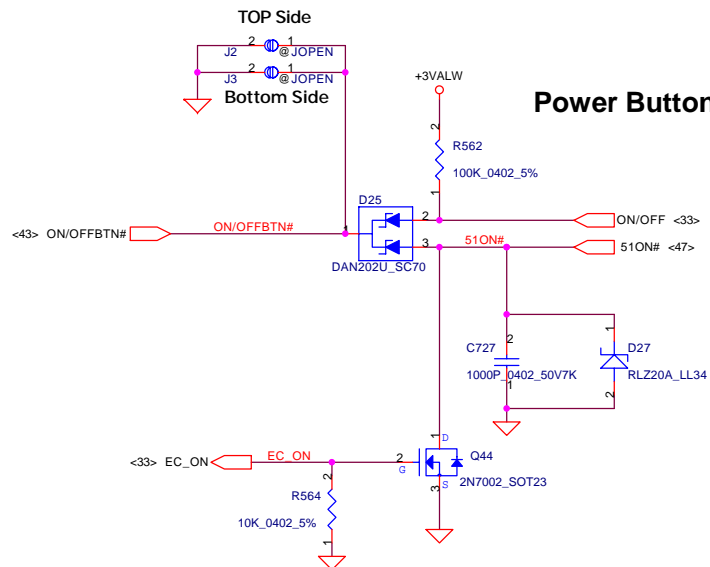 TOP Side
2 1
J2 @JOPEN
2 1
J3 @JOPEN
Bottom Side
+3VALW
Power Button
2
R562
100K_0402_5%
1
D25
<43> ON/OFFBTN#
ON/OFFBTN#
1
2
ON/OFF <33>
3
51ON#
51ON# <47>
DAN202U_SC70
C727
2
1000P_0402_50V7K
1
1
D27
RLZ20A_LL34
2
<33> EC_ON
EC_ON
2
G
1
D
Q44
S
3
2N7002_SOT23
2
R564
10K_0402_5%
1